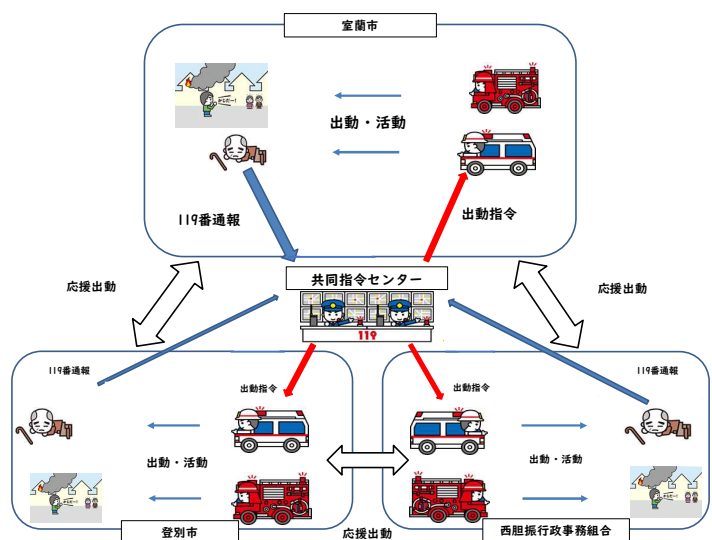 室蘭市
出動・活動
119番通報
出動指令
応援出動
共同指令センター
応援出動
119
119番通報
出動指令
出動指令
119番通報
出動・活動
出動・活動
登別市
応援出動
西胆振行政事務組合